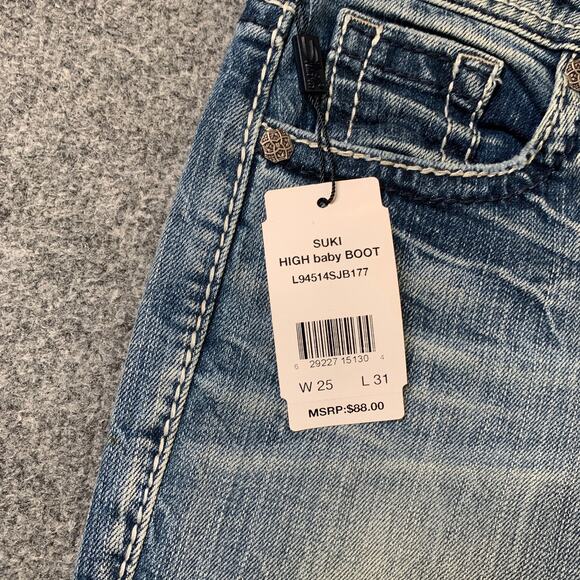 SUKI
HIGH baby BOOT
L94514SJB177
6 29227 15130 4
W 25 L 31
MSRP:$88.00